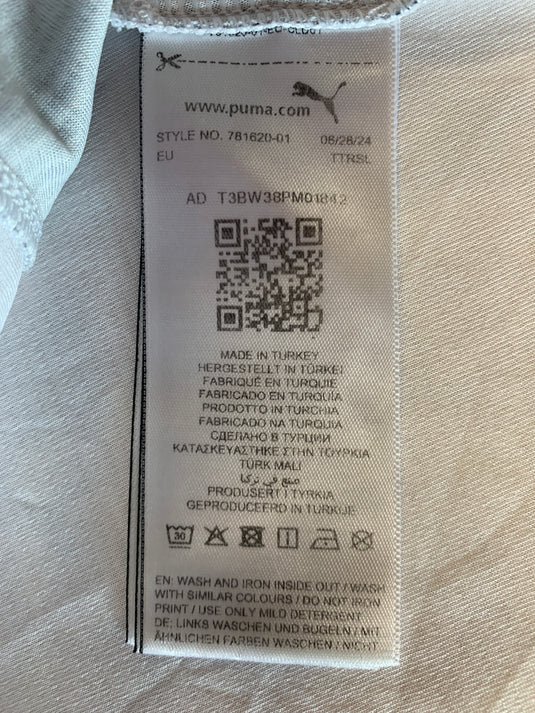 www.puma.com
STYLE NO. 781620-01 06/28/24
EU TTRSL
AD T3BW38PM01842
MADE IN TURKEY
HERGESTELLT IN TÜRKEI
FABRIQUÉ EN TURQUIE
FABRICADO EN TURQUÍA
PRODOTTO IN TURCHIA
FABRICADO NA TURQUIA
СДЕЛАНО В ТУРЦИИ
ΚΑΤΑΣΚΕΥΑΣΤΗΚΕ ΣΤΗΝ ΤΟΥΡΚΙΑ
TÜRK MALI
صنع في تركيا
PRODUSERT I TYRKIA
GEPRODUCEERD IN TURKIJE
30
EN: WASH AND IRON INSIDE OUT / WASH
WITH SIMILAR COLOURS / DO NOT IRON
PRINT / USE ONLY MILD DETERGENT
DE: LINKS WASCHEN UND BÜGELN / MIT
ÄHNLICHEN FARBEN WASCHEN / NICHT